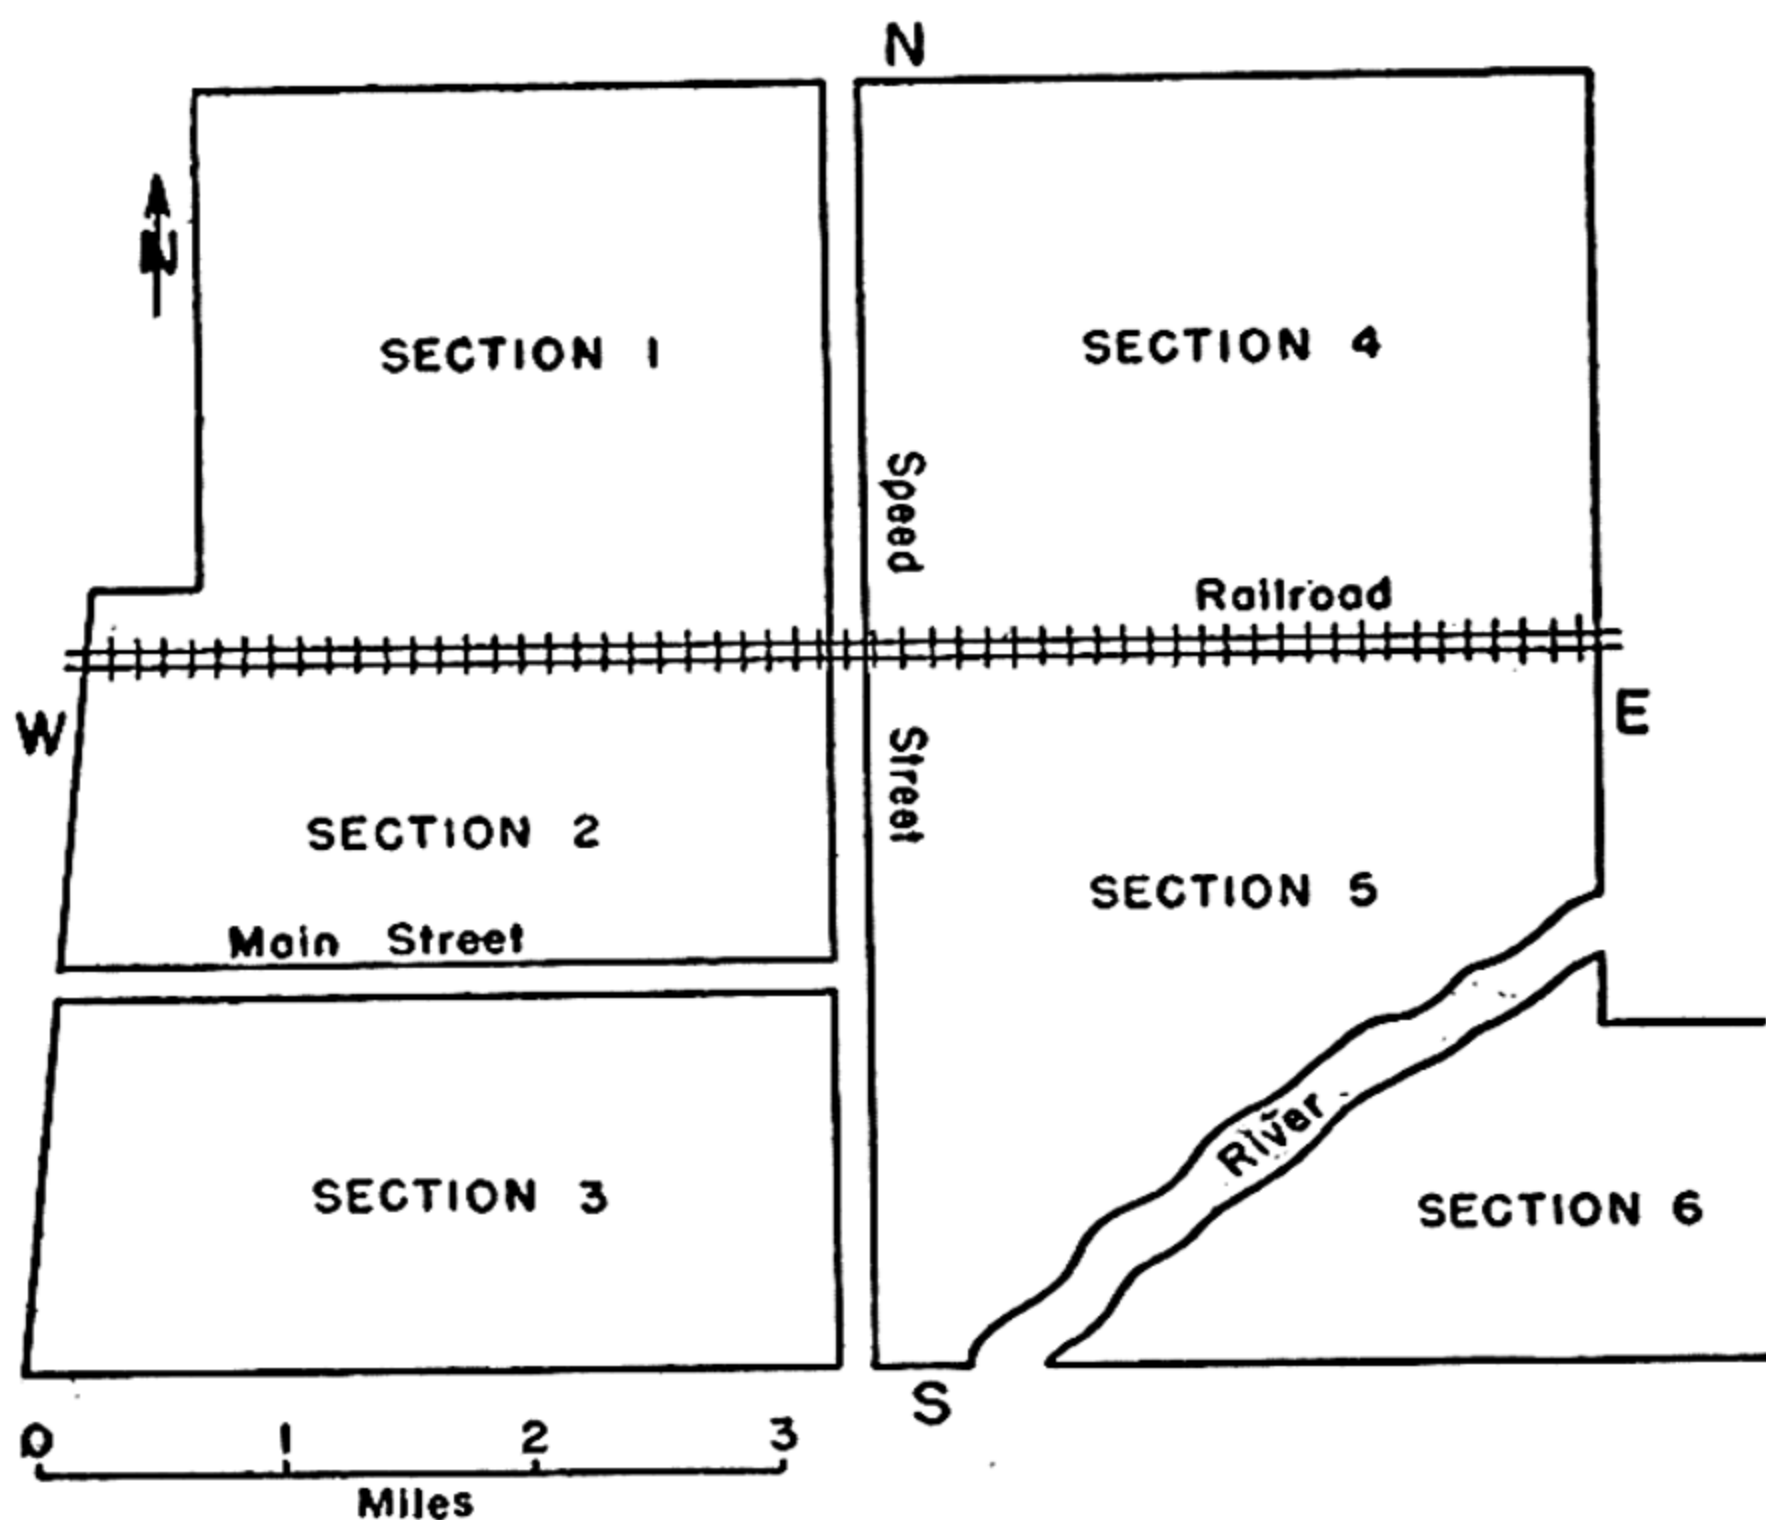 N
N
SECTION 1
SECTION 4
Speed
Railroad
W
E
Street
SECTION 2
SECTION 5
Main Street
River
SECTION 3
SECTION 6
S
0 1 2 3
Miles